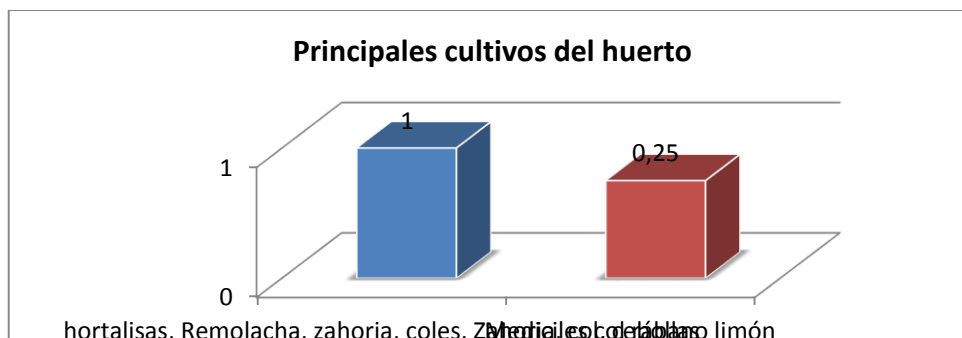 Principales cultivos del huerto
1
0,25
1
0
hortalisas, Remolacha, zahoria, coles, limón